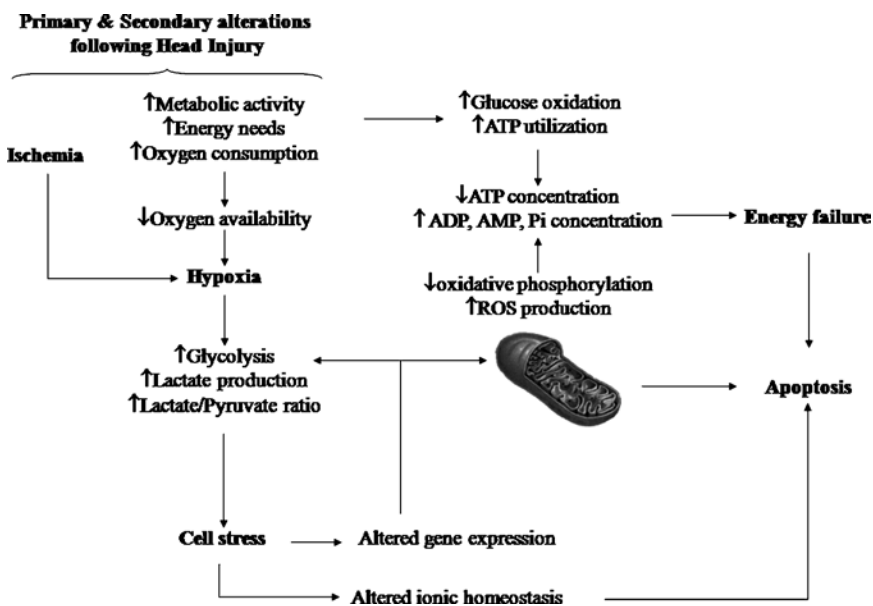 Primary & Secondary alterations
following Head Injury
↑Metabolic activity
↑Energy needs
↑Oxygen consumption
Ischemia
↓Oxygen availability
Hypoxia
↑Glycolysis
↑Lactate production
↑Lactate/Pyruvate ratio
Cell stress
Altered gene expression
Altered ionic homeostasis
↑Glucose oxidation
↑ATP utilization
↓ATP concentration
↑ ADP, AMP, Pi concentration
Energy failure
↓oxidative phosphorylation
↑ROS production
Apoptosis